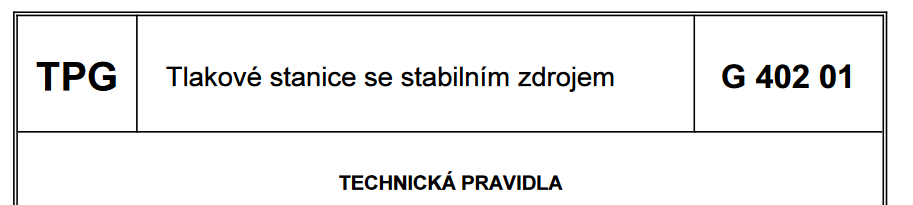 TPG Tlakové stanice se stabilním zdrojem G 402 01
TECHNICKÁ PRAVIDLA